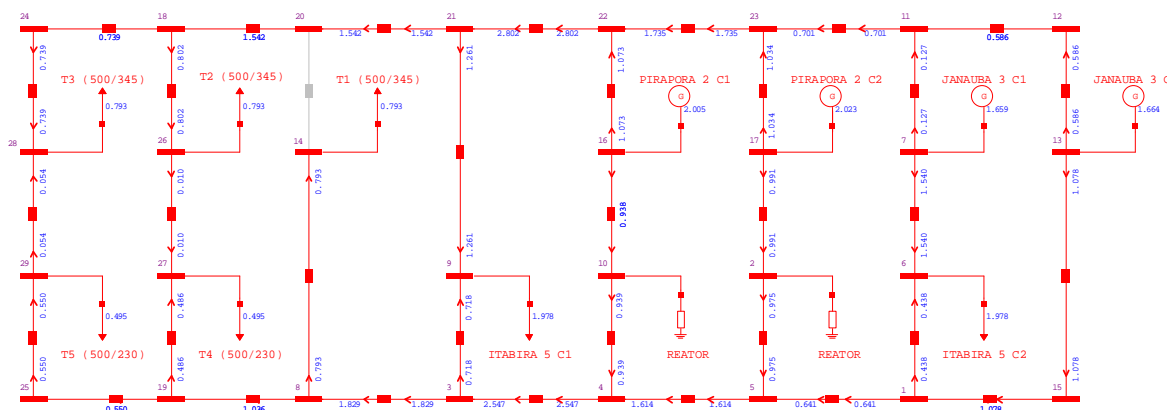 24 18 20 21 22 23 11 12
0.739 1.542 1.542 1.542 2.802 2.802 1.735 1.735 0.701 0.701 0.586
0.739 0.802 1.261 1.073 1.034 0.127 0.586
T3 (500/345) T2 (500/345) T1 (500/345) PIRAPORA 2 C1 PIRAPORA 2 C2 JANAUBA 3 C1 JANAUBA 3 C
G G G G
0.793 0.793 0.793 2.005 2.023 1.659 1.664
0.739 0.802 1.073 1.034 0.127 0.586
28 26 14 16 17 7 13
0.054 0.010 0.793 0.991 1.540 1.078
0.938
0.054 0.010 1.261 0.991 1.540
29 27 9 10 2 6
0.550 0.486 0.718 0.939 0.975 0.438
0.495 0.495 1.978 1.978
T5 (500/230) T4 (500/230) ITABIRA 5 C1 REATOR REATOR ITABIRA 5 C2
0.550 0.486 0.793 0.718 0.939 0.975 0.438 1.078
25 19 8 3 4 5 1 15
0.550 1.036 1.829 1.829 2.547 2.547 1.614 1.614 0.641 0.641 1.078